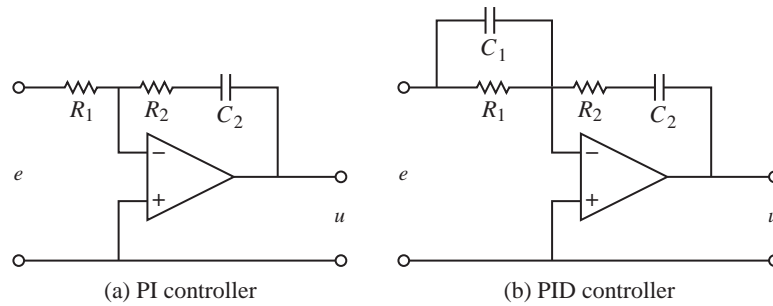 R1
R2
C2
−
+
e
u
(a) PI controller
C1
R1
R2
C2
−
+
e
u
(b) PID controller